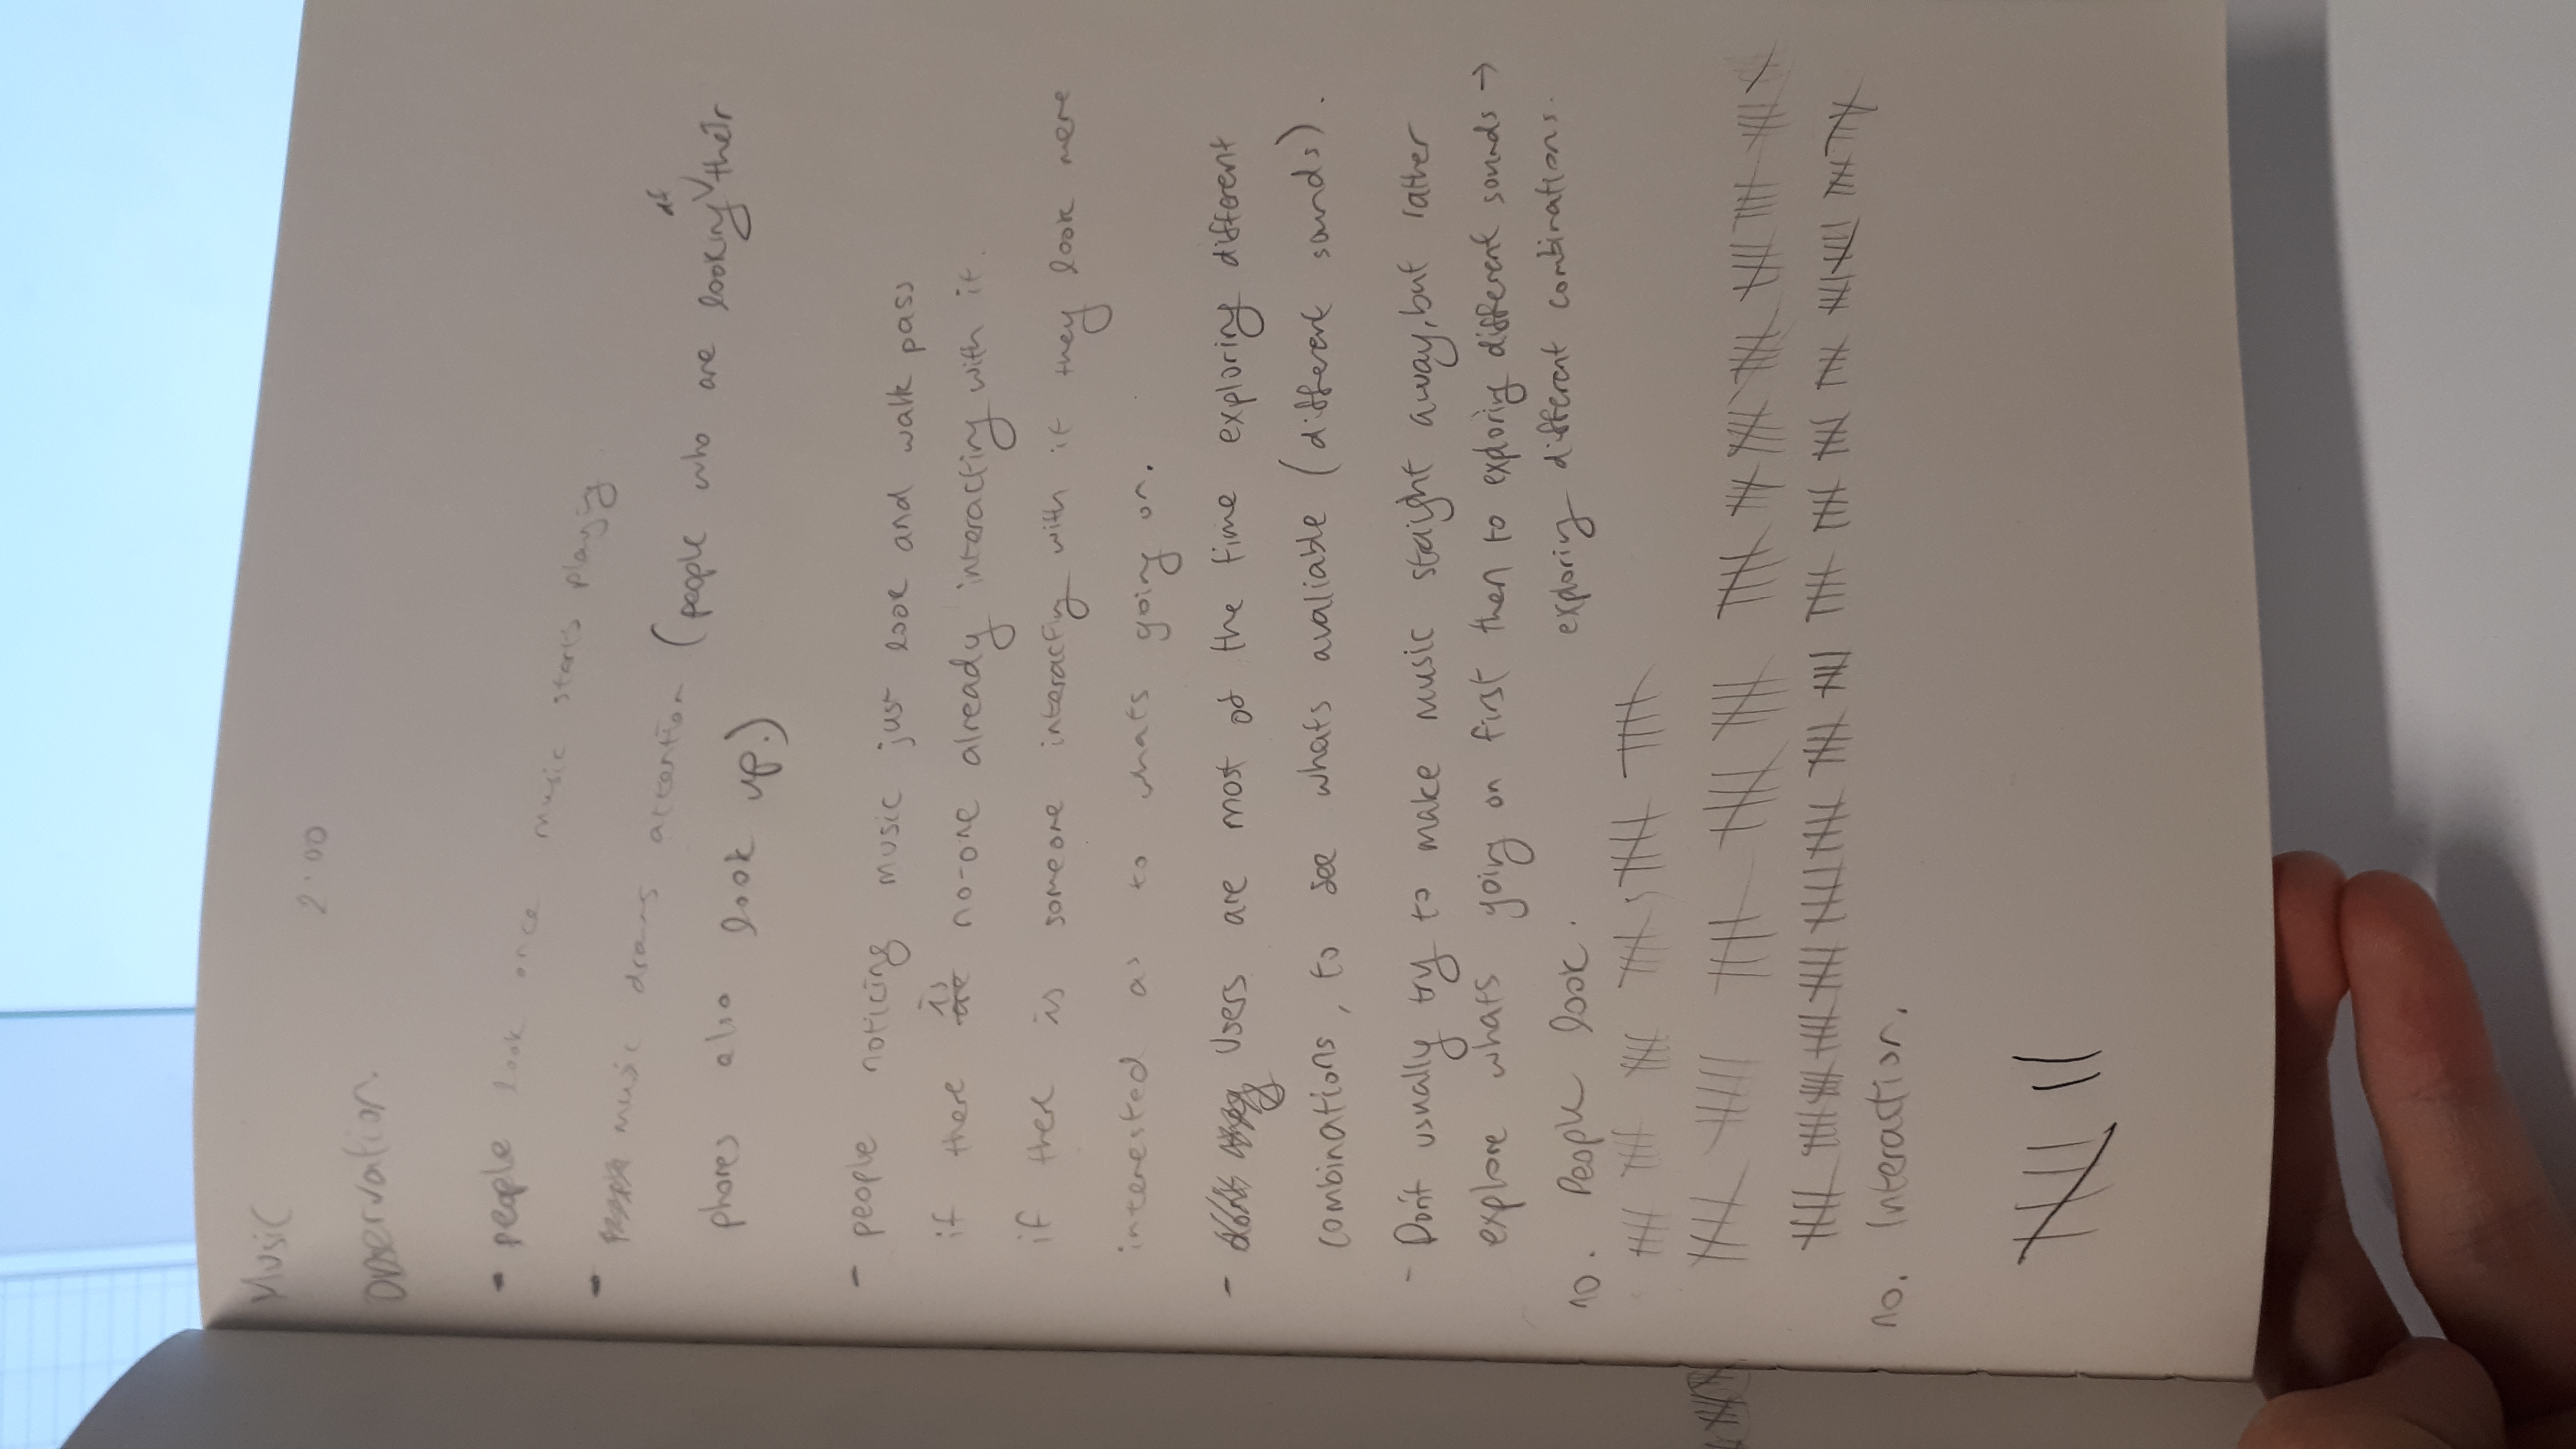 Music
2:00
Observation.
- people look once music starts playing
- music draws attention (people who are looking at their
phones also look up.)
- people noticing music just look and walk pass
if there is no-one already interacting with it.
if there is someone interacting with it they look more
interested as to whats going on.
- Users are most of the time exploring different
combinations, to see whats avaliable (different sounds).
- Don't usually try to make music staight away, but rather
explore whats going on first then to exploring different sounds →
exploring different combinations.
no. People look.
no. Interaction.